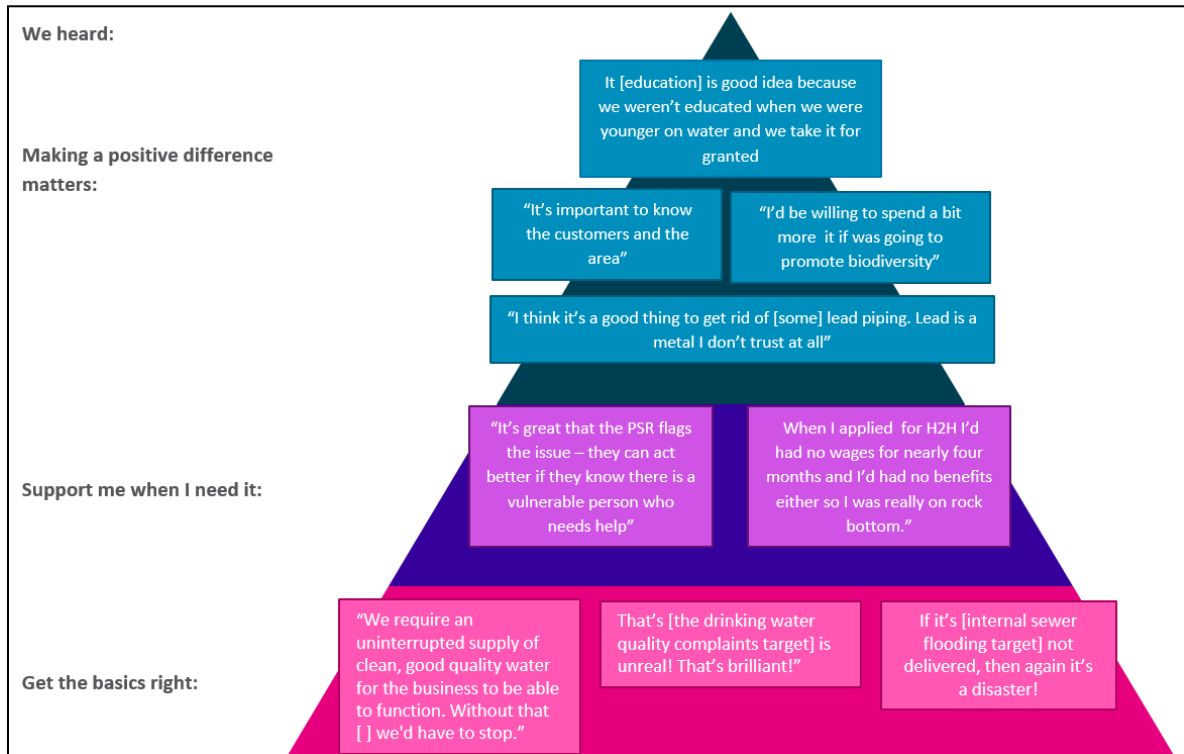 We heard:
It [education] is good idea because
we weren't educated when we were
younger on water and we take it for
granted
Making a positive difference
matters:
"It's important to know
the customers and the
area"
"I'd be willing to spend a bit
more  it if was going to
promote biodiversity"
"I think it's a good thing to get rid of [some] lead piping. Lead is a
metal I don't trust at all"
Support me when I need it:
"It's great that the PSR flags
the issue – they can act
better if they know there is a
vulnerable person who
needs help"
When I applied  for H2H I'd
had no wages for nearly four
months and I'd had no benefits
either so I was really on rock
bottom."
Get the basics right:
"We require an
uninterrupted supply of
clean, good quality water
for the business to be able
to function. Without that
[ ] we'd have to stop."
That's [the drinking water
quality complaints target] is
unreal! That's brilliant!"
If it's [internal sewer
flooding target] not
delivered, then again it's
a disaster!